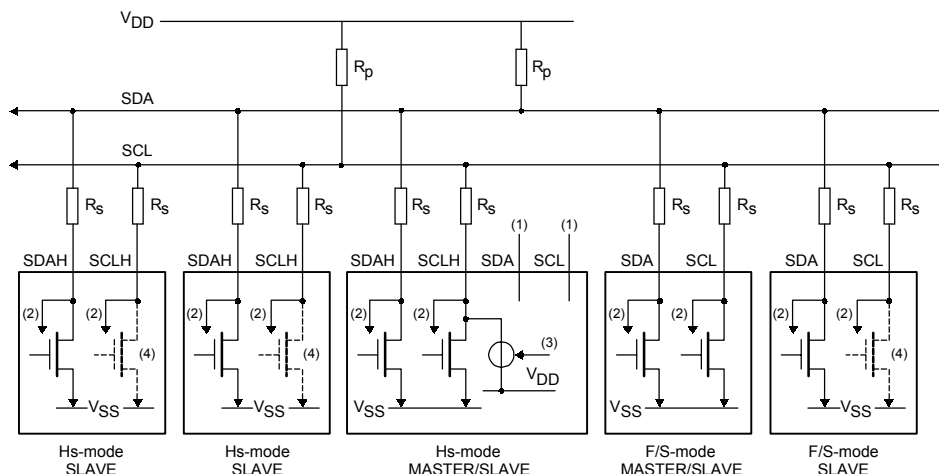 VDD
Rp Rp
SDA
SCL
Rs Rs Rs Rs Rs Rs Rs Rs Rs Rs
(1) (1)
SDAH SCLH SDAH SCLH SDAH SCLH SDA SCL SDA SCL SDA SCL
(2) (2) (2) (2) (2) (2) (2) (2) (2) (2)
(4) (4) (3) (4)
VDD
VSS VSS VSS VSS VSS
Hs-mode Hs-mode Hs-mode F/S-mode F/S-mode
SLAVE SLAVE MASTER/SLAVE MASTER/SLAVE SLAVE